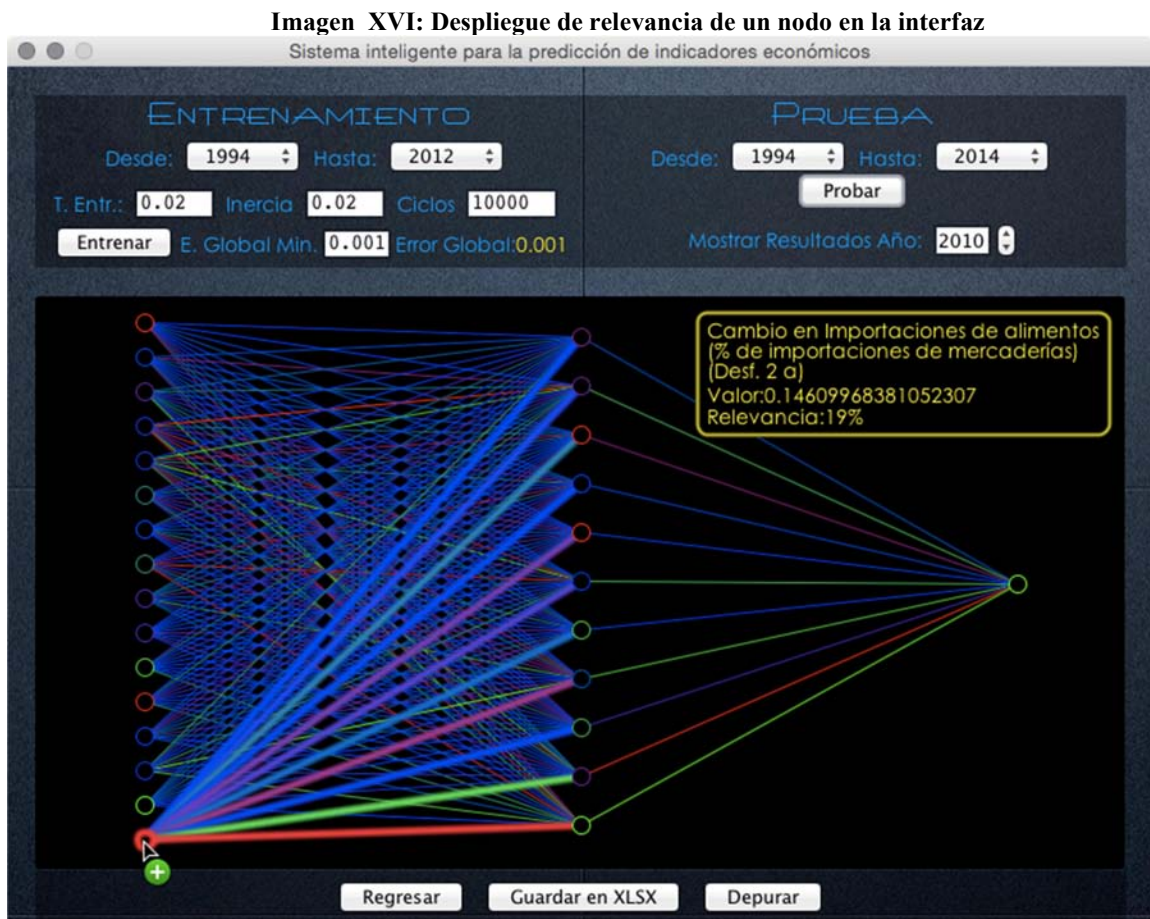 Imagen XVI: Despliegue de relevancia de un nodo en la interfaz
Sistema inteligente para la predicción de indicadores económicos
ENTRENAMIENTO
Desde: 1994 Hasta: 2012
T. Entr.: 0.02 Inercia 0.02 Ciclos 10000
Entrenar E. Global Min. 0.001 Error Global:0.001
PRUEBA
Desde: 1994 Hasta: 2014
Probar
Mostrar Resultados Año: 2010
Cambio en Importaciones de alimentos
(% de importaciones de mercaderías)
(Desf. 2 a)
Valor:0.14609968381052307
Relevancia:19%
Regresar Guardar en XLSX Depurar